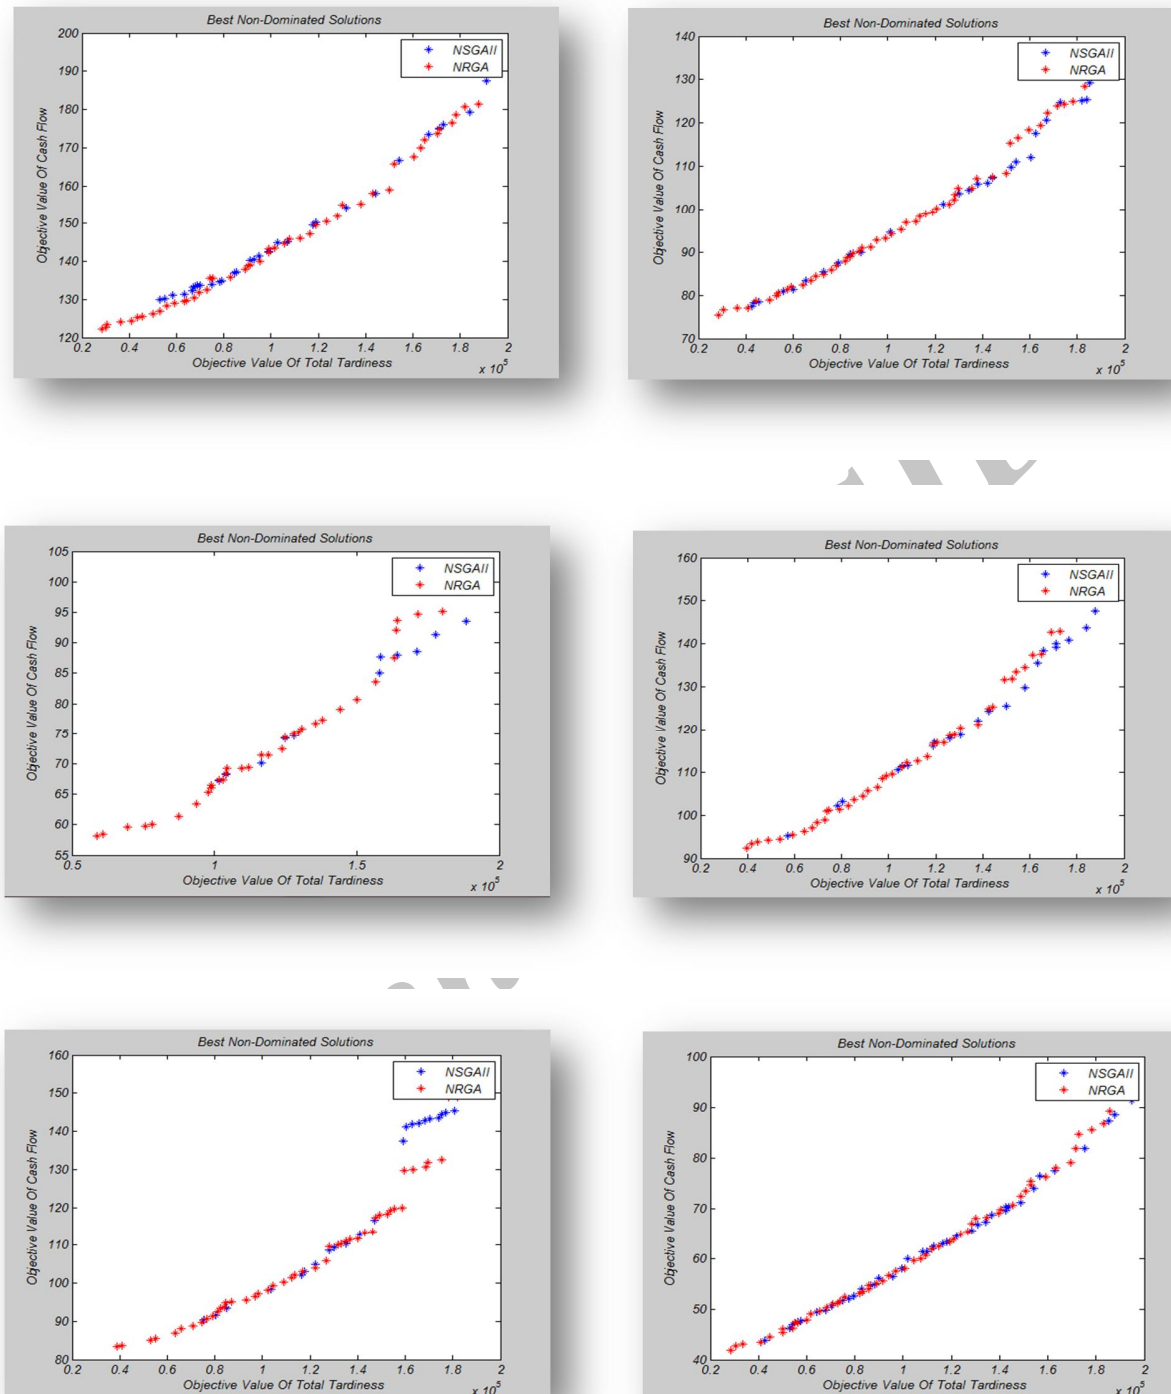 Best Non-Dominated Solutions
NSGAII
NRGA
Objective Value Of Cash Flow
200
190
180
170
160
150
140
130
120
0.2 0.4 0.6 0.8 1 1.2 1.4 1.6 1.8 2
Objective Value Of Total Tardiness
x 10^5
Best Non-Dominated Solutions
NSGAII
NRGA
Objective Value Of Cash Flow
140
130
120
110
100
90
80
70
0.2 0.4 0.6 0.8 1 1.2 1.4 1.6 1.8 2
Objective Value Of Total Tardiness
x 10^5
Best Non-Dominated Solutions
NSGAII
NRGA
Objective Value Of Cash Flow
105
100
95
90
85
80
75
70
65
60
55
0.5 1 1.5 2
Objective Value Of Total Tardiness
x 10^5
Best Non-Dominated Solutions
NSGAII
NRGA
Objective Value Of Cash Flow
160
150
140
130
120
110
100
90
0.2 0.4 0.6 0.8 1 1.2 1.4 1.6 1.8 2
Objective Value Of Total Tardiness
x 10^5
Best Non-Dominated Solutions
NSGAII
NRGA
Objective Value Of Cash Flow
160
150
140
130
120
110
100
90
80
0.2 0.4 0.6 0.8 1 1.2 1.4 1.6 1.8 2
Objective Value Of Total Tardiness
x 10^5
Best Non-Dominated Solutions
NSGAII
NRGA
Objective Value Of Cash Flow
100
90
80
70
60
50
40
0.2 0.4 0.6 0.8 1 1.2 1.4 1.6 1.8 2
Objective Value Of Total Tardiness
x 10^5